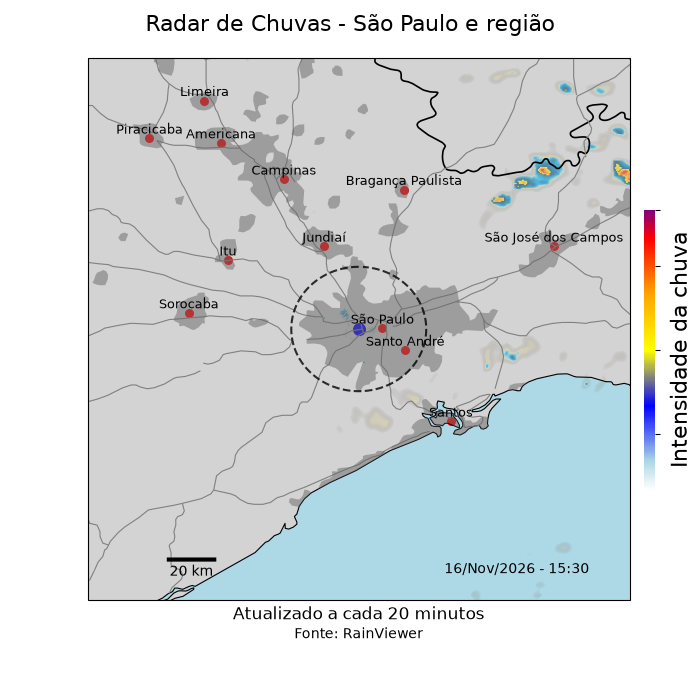 Radar de Chuvas - São Paulo e região
Limeira
Piracicaba
Americana
Campinas
Bragança Paulista
Jundiaí
São José dos Campos
Itu
Sorocaba
São Paulo
Santo André
Santos
Intensidade da chuva
20 km
16/Nov/2026 - 15:30
Atualizado a cada 20 minutos
Fonte: RainViewer